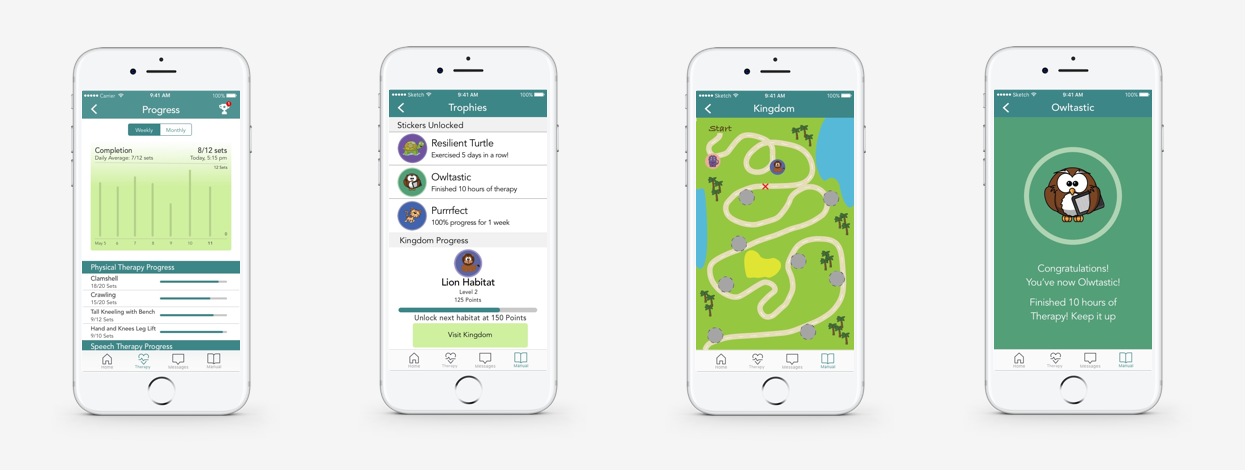 Carrier 9:41 AM 100%
Progress
1
Weekly Monthly
Completion 8/12 sets
Daily Average: 7/12 sets Today, 5:15 pm
12 Sets
0
May 5 6 7 8 9 10 11
Physical Therapy Progress
Clamshell
18/20 Sets
Crawling
15/20 Sets
Tall Kneeling with Bench
9/12 Sets
Hand and Knees Leg Lift
9/10 Sets
Speech Therapy Progress
Home Therapy Messages Manual
Sketch 9:41 AM 100%
Trophies
Stickers Unlocked
Resilient Turtle
Exercised 5 days in a row!
Owltastic
Finished 10 hours of therapy
Purrrfect
100% progress for 1 week
Kingdom Progress
Lion Habitat
Level 2
125 Points
Unlock next habitat at 150 Points
Visit Kingdom
Home Therapy Messages Manual
Sketch 9:41 AM 100%
Kingdom
Start
Home Therapy Messages Manual
Sketch 9:41 AM 100%
Owltastic
Congratulations!
You've now Olwtastic!
Finished 10 hours of
Therapy! Keep it up
Home Therapy Messages Manual